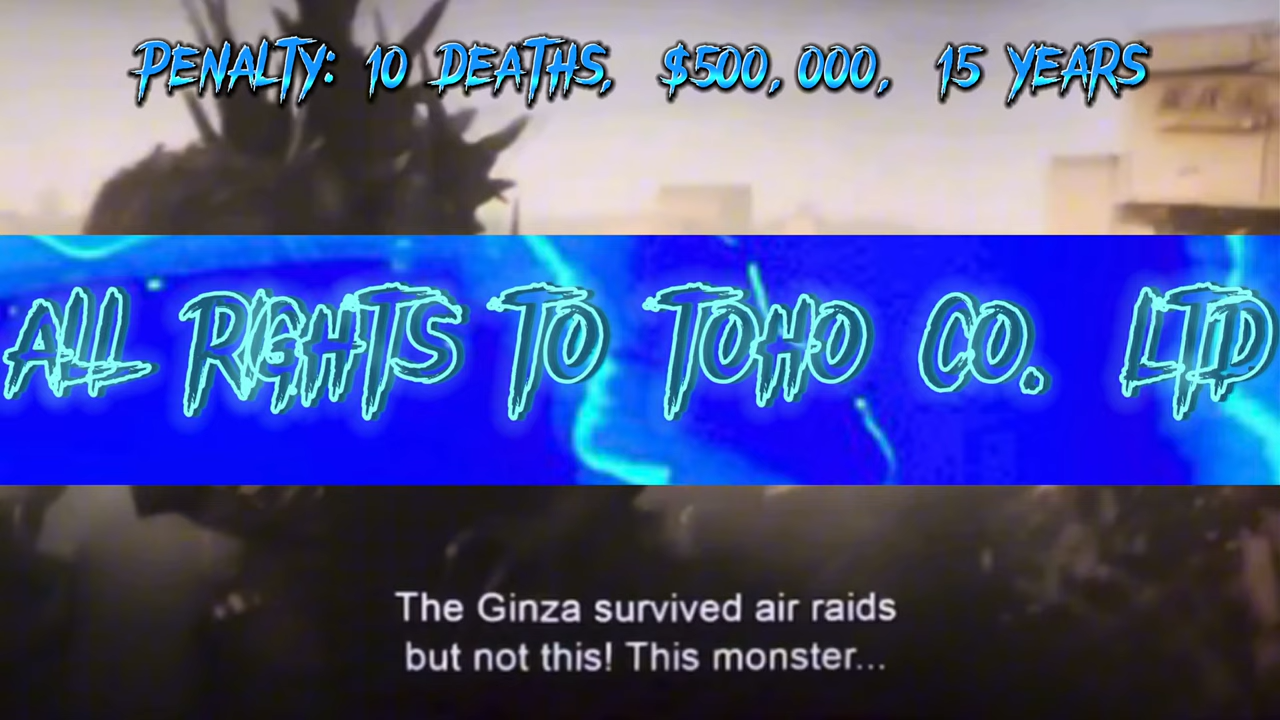 PENALTY: 10 DEATHS, $500,000, 15 YEARS
ALL RIGHTS TO TOHO CO. LTD
The Ginza survived air raids
but not this! This monster...